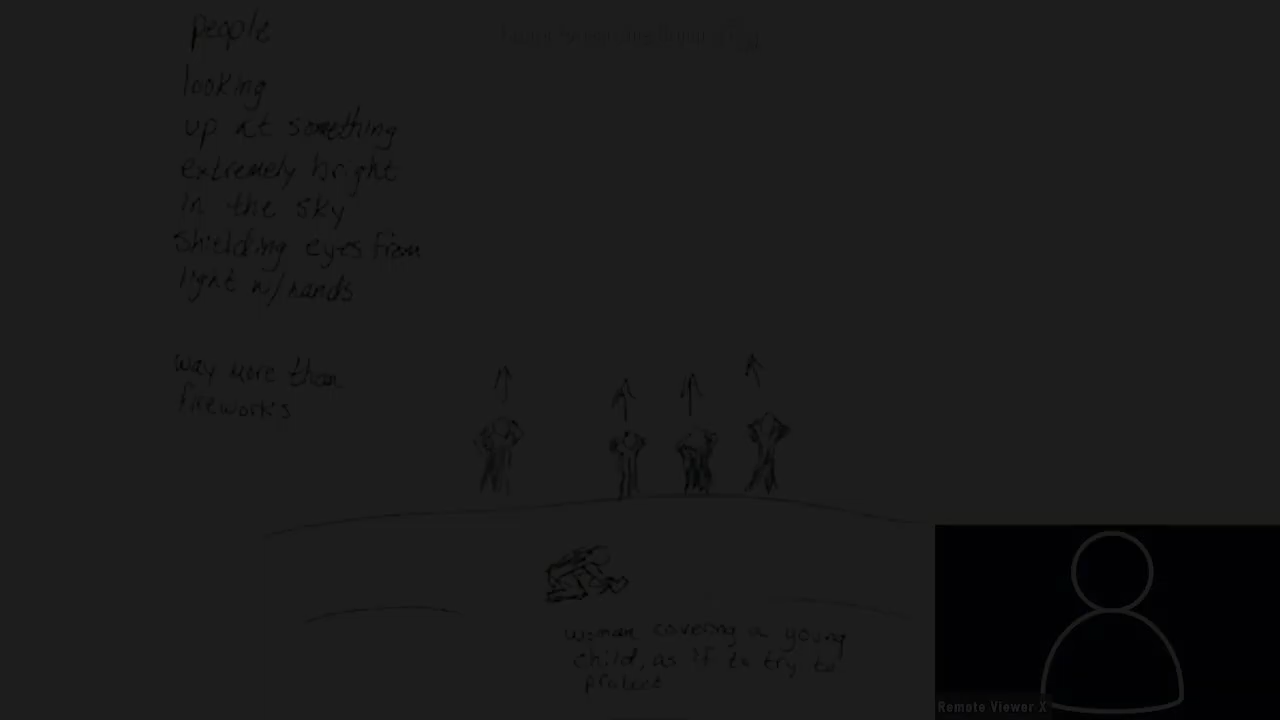 people
looking
up at something
extremely bright
in the sky
shielding eyes from
light w/hands
way more than
fireworks
woman covering a young
child, as if to try to
protect
Remote Viewer X